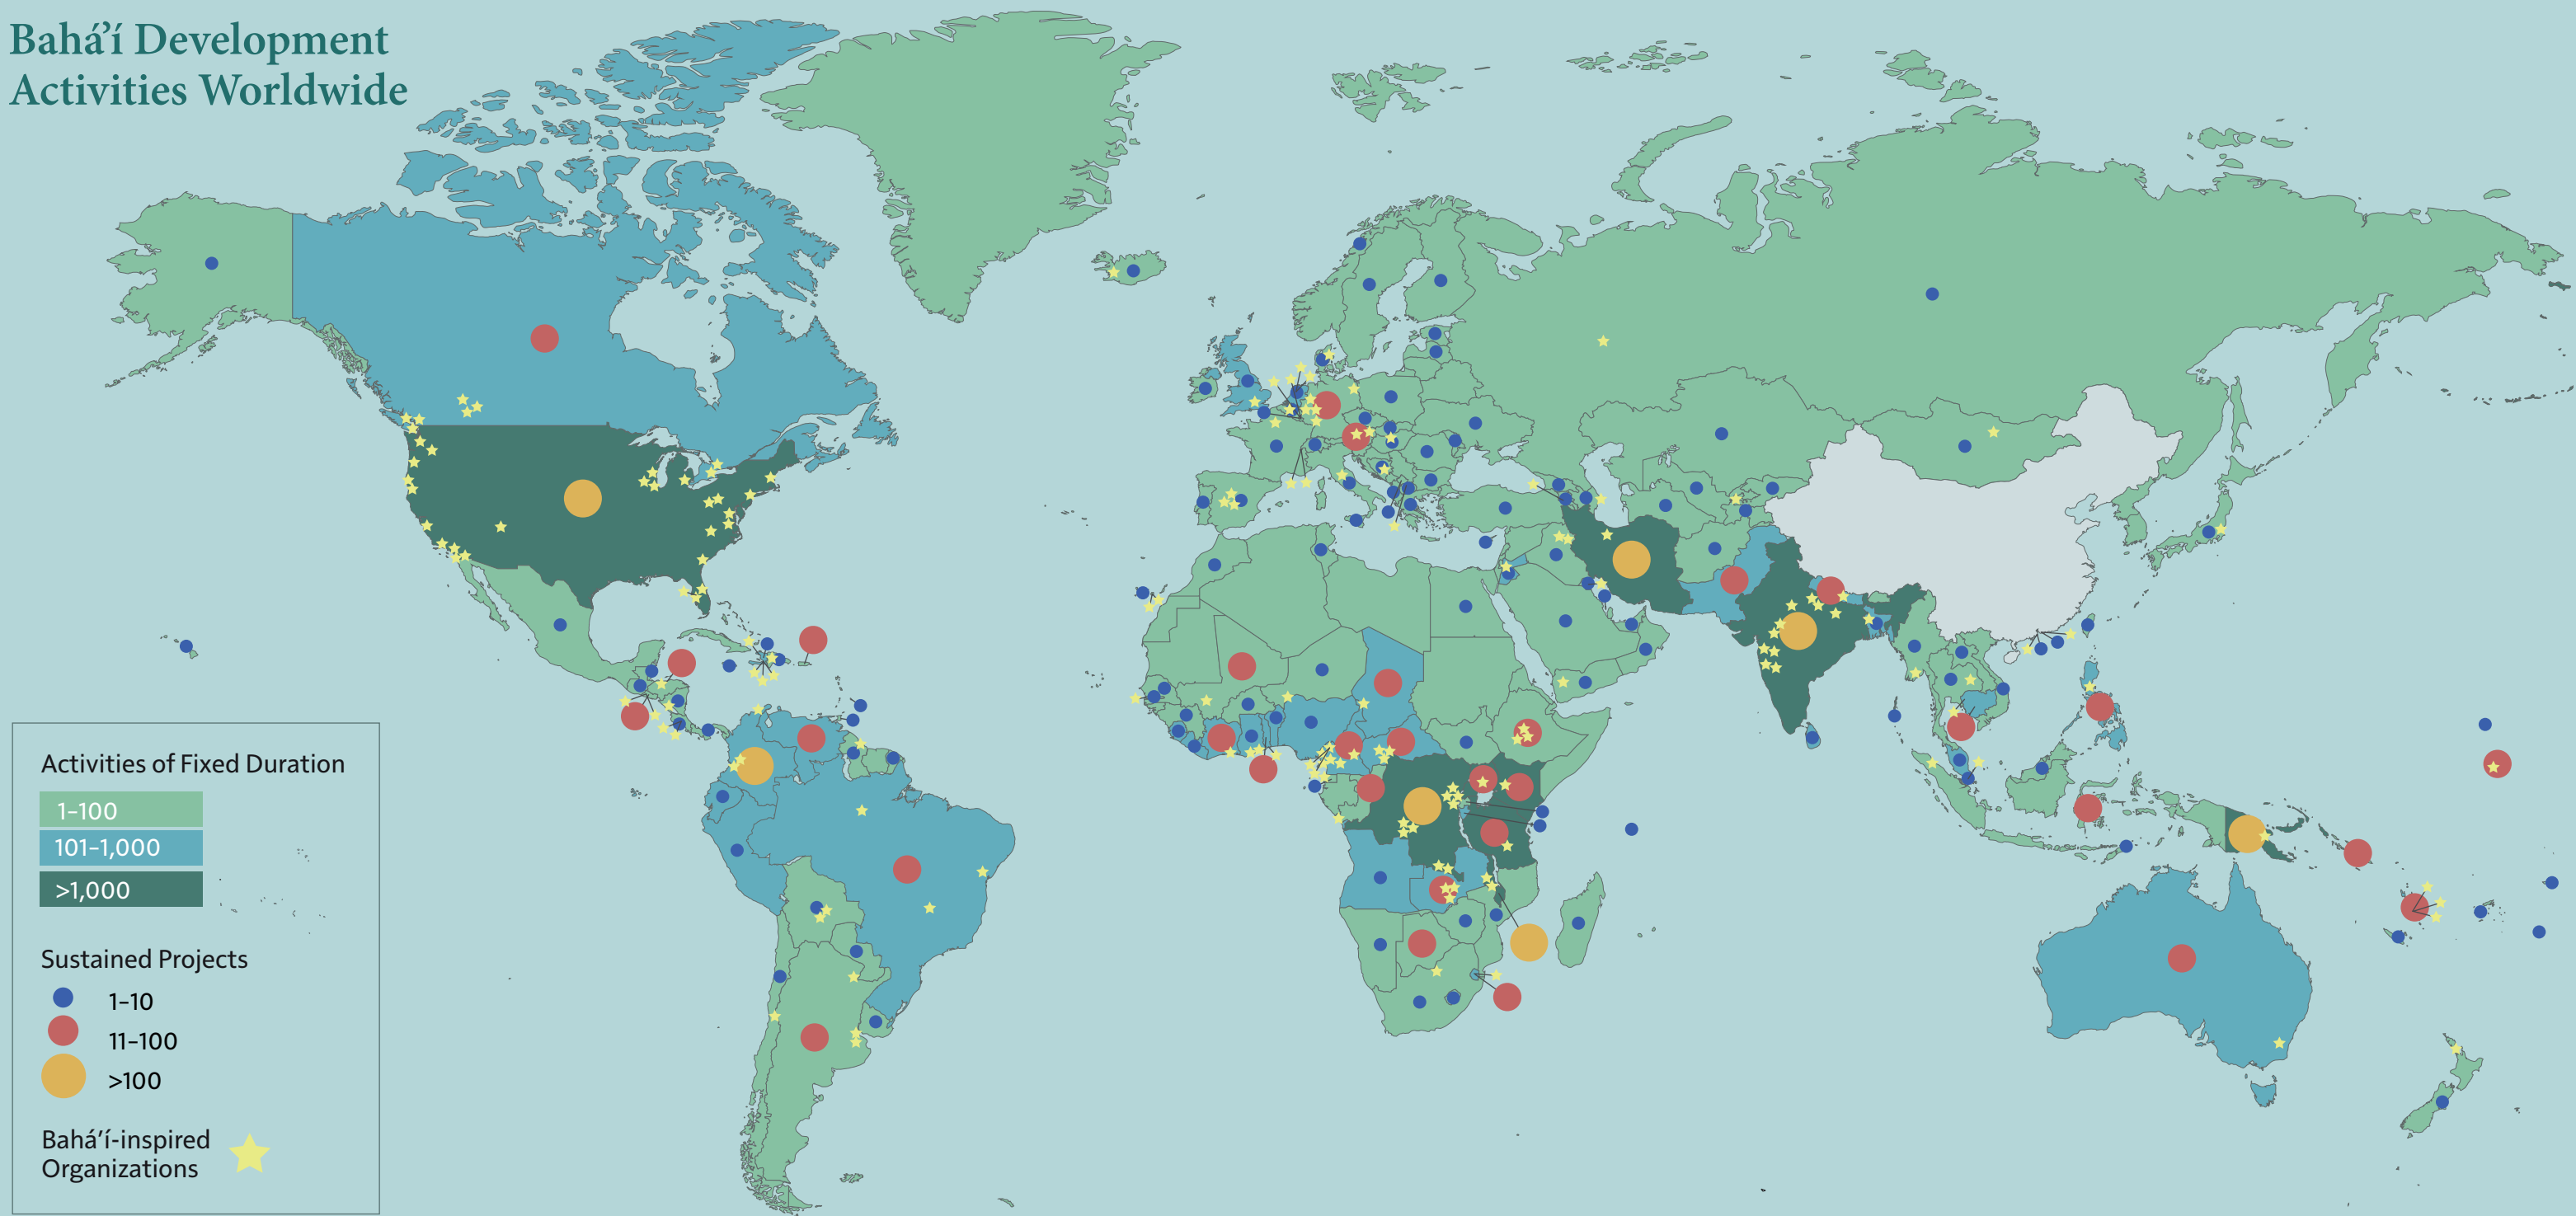 Bahá’í Development
Activities Worldwide
Activities of Fixed Duration
1–100
101–1,000
>1,000
Sustained Projects
1–10
11–100
>100
Bahá’í-inspired
Organizations